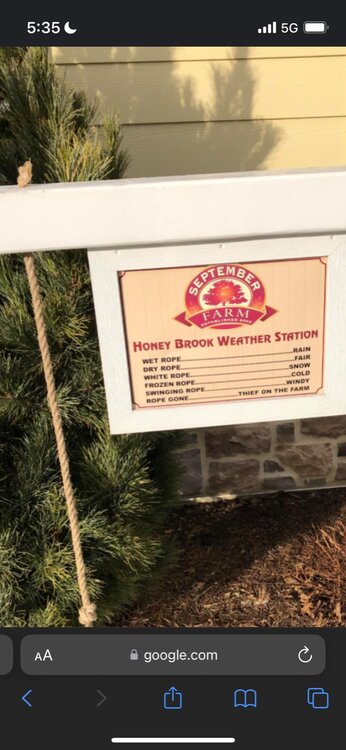 5:35
5G
SEPTEMBER
FARM
ESTABLISHED 2001
HONEY BROOK WEATHER STATION
WET ROPE........................................RAIN
DRY ROPE........................................FAIR
WHITE ROPE....................................SNOW
FROZEN ROPE................................COLD
SWINGING ROPE............................WINDY
ROPE GONE................THIEF ON THE FARM
AA
google.com